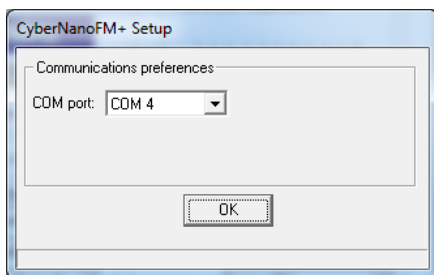 CyberNanoFM+ Setup
Communications preferences
COM port: COM 4
OK